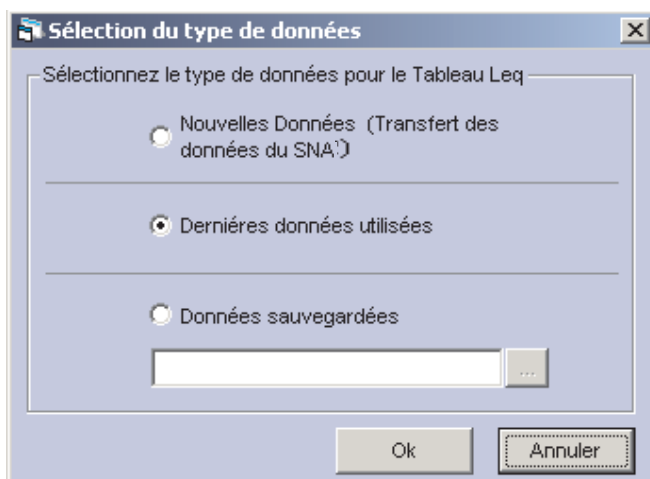 Sélection du type de données
Sélectionnez le type de données pour le Tableau Leq
Nouvelles Données (Transfert des
données du SNA¹)
Derniéres données utilisées
Données sauvegardées
...
Ok
Annuler